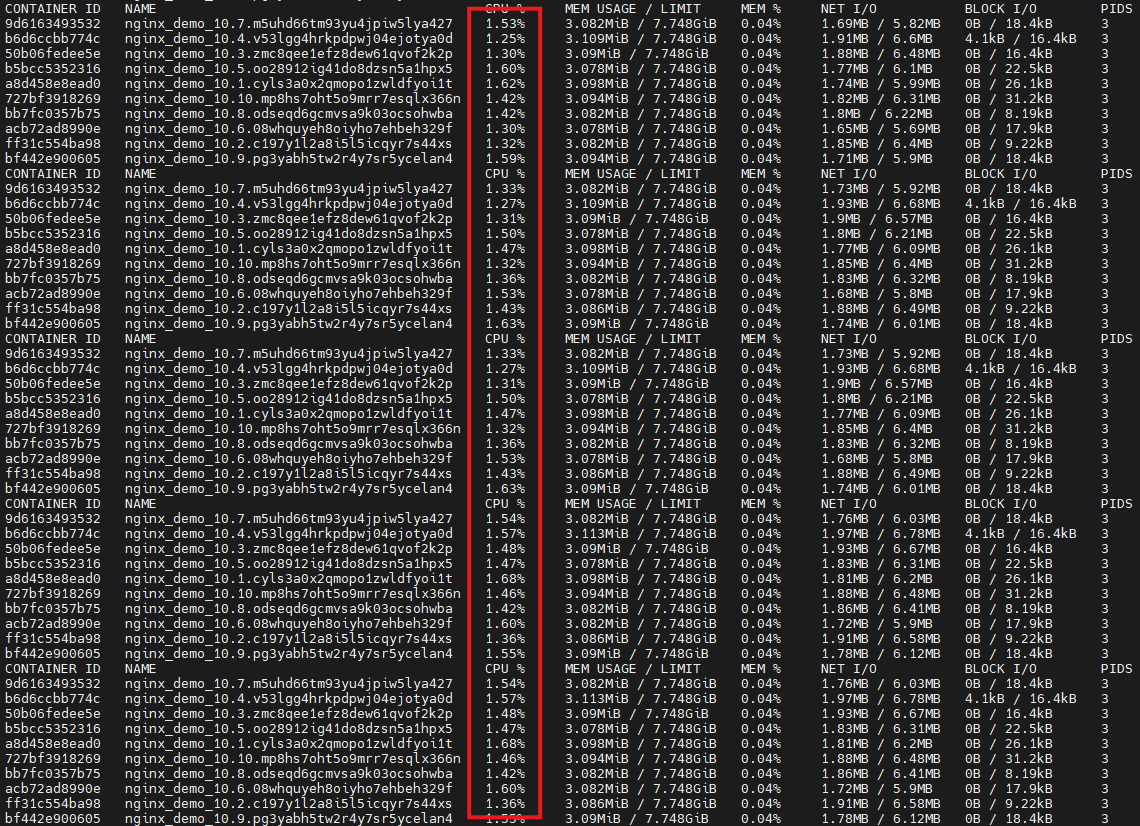 CONTAINER ID NAME CPU % MEM USAGE / LIMIT MEM % NET I/O BLOCK I/O PIDS
9d6163493532 nginx_demo_10.7.m5uhd66tm93yu4jpiw5lya427 1.53% 3.082MiB / 7.748GiB 0.04% 1.69MB / 5.82MB 0B / 18.4kB 3
b6d6ccbb774c nginx_demo_10.4.v53lgg4hrkpdpwj04ejotya0d 1.25% 3.109MiB / 7.748GiB 0.04% 1.91MB / 6.6MB 4.1kB / 16.4kB 3
50b06fedee5e nginx_demo_10.3.zmc8qee1efz8dew61qvof2k2p 1.30% 3.09MiB / 7.748GiB 0.04% 1.88MB / 6.48MB 0B / 16.4kB 3
b5bcc5352316 nginx_demo_10.5.oo28912ig41do8dzsn5a1hpx5 1.60% 3.078MiB / 7.748GiB 0.04% 1.77MB / 6.1MB 0B / 22.5kB 3
a8d458e8ead0 nginx_demo_10.1.cyls3a0x2qmopo1zwldfyoi1t 1.62% 3.098MiB / 7.748GiB 0.04% 1.74MB / 5.99MB 0B / 26.1kB 3
727bf3918269 nginx_demo_10.10.mp8hs7oht5o9mrr7esqlx366n 1.42% 3.094MiB / 7.748GiB 0.04% 1.82MB / 6.31MB 0B / 31.2kB 3
bb7fc0357b75 nginx_demo_10.8.odseqd6gcmvsa9k03ocsohwba 1.42% 3.082MiB / 7.748GiB 0.04% 1.8MB / 6.22MB 0B / 8.19kB 3
acb72ad8990e nginx_demo_10.6.08whquyeh8oiyho7ehbeh329f 1.30% 3.078MiB / 7.748GiB 0.04% 1.65MB / 5.69MB 0B / 17.9kB 3
ff31c554ba98 nginx_demo_10.2.c197y1l2a8i5l5icqyr7s44xs 1.32% 3.082MiB / 7.748GiB 0.04% 1.85MB / 6.4MB 0B / 9.22kB 3
bf442e900605 nginx_demo_10.9.pg3yabh5tw2r4y7sr5ycelan4 1.59% 3.094MiB / 7.748GiB 0.04% 1.71MB / 5.9MB 0B / 18.4kB 3
CONTAINER ID NAME CPU % MEM USAGE / LIMIT MEM % NET I/O BLOCK I/O PIDS
9d6163493532 nginx_demo_10.7.m5uhd66tm93yu4jpiw5lya427 1.33% 3.082MiB / 7.748GiB 0.04% 1.73MB / 5.92MB 0B / 18.4kB 3
b6d6ccbb774c nginx_demo_10.4.v53lgg4hrkpdpwj04ejotya0d 1.27% 3.109MiB / 7.748GiB 0.04% 1.93MB / 6.68MB 4.1kB / 16.4kB 3
50b06fedee5e nginx_demo_10.3.zmc8qee1efz8dew61qvof2k2p 1.31% 3.09MiB / 7.748GiB 0.04% 1.9MB / 6.57MB 0B / 16.4kB 3
b5bcc5352316 nginx_demo_10.5.oo28912ig41do8dzsn5a1hpx5 1.50% 3.078MiB / 7.748GiB 0.04% 1.8MB / 6.21MB 0B / 22.5kB 3
a8d458e8ead0 nginx_demo_10.1.cyls3a0x2qmopo1zwldfyoi1t 1.47% 3.098MiB / 7.748GiB 0.04% 1.77MB / 6.09MB 0B / 26.1kB 3
727bf3918269 nginx_demo_10.10.mp8hs7oht5o9mrr7esqlx366n 1.32% 3.094MiB / 7.748GiB 0.04% 1.85MB / 6.4MB 0B / 31.2kB 3
bb7fc0357b75 nginx_demo_10.8.odseqd6gcmvsa9k03ocsohwba 1.36% 3.082MiB / 7.748GiB 0.04% 1.83MB / 6.32MB 0B / 8.19kB 3
acb72ad8990e nginx_demo_10.6.08whquyeh8oiyho7ehbeh329f 1.53% 3.078MiB / 7.748GiB 0.04% 1.68MB / 5.8MB 0B / 17.9kB 3
ff31c554ba98 nginx_demo_10.2.c197y1l2a8i5l5icqyr7s44xs 1.43% 3.086MiB / 7.748GiB 0.04% 1.88MB / 6.49MB 0B / 9.22kB 3
bf442e900605 nginx_demo_10.9.pg3yabh5tw2r4y7sr5ycelan4 1.63% 3.09MiB / 7.748GiB 0.04% 1.74MB / 6.01MB 0B / 18.4kB 3
CONTAINER ID NAME CPU % MEM USAGE / LIMIT MEM % NET I/O BLOCK I/O PIDS
9d6163493532 nginx_demo_10.7.m5uhd66tm93yu4jpiw5lya427 1.33% 3.082MiB / 7.748GiB 0.04% 1.73MB / 5.92MB 0B / 18.4kB 3
b6d6ccbb774c nginx_demo_10.4.v53lgg4hrkpdpwj04ejotya0d 1.27% 3.109MiB / 7.748GiB 0.04% 1.93MB / 6.68MB 4.1kB / 16.4kB 3
50b06fedee5e nginx_demo_10.3.zmc8qee1efz8dew61qvof2k2p 1.31% 3.09MiB / 7.748GiB 0.04% 1.9MB / 6.57MB 0B / 16.4kB 3
b5bcc5352316 nginx_demo_10.5.oo28912ig41do8dzsn5a1hpx5 1.50% 3.078MiB / 7.748GiB 0.04% 1.8MB / 6.21MB 0B / 22.5kB 3
a8d458e8ead0 nginx_demo_10.1.cyls3a0x2qmopo1zwldfyoi1t 1.47% 3.098MiB / 7.748GiB 0.04% 1.77MB / 6.09MB 0B / 26.1kB 3
727bf3918269 nginx_demo_10.10.mp8hs7oht5o9mrr7esqlx366n 1.32% 3.094MiB / 7.748GiB 0.04% 1.85MB / 6.4MB 0B / 31.2kB 3
bb7fc0357b75 nginx_demo_10.8.odseqd6gcmvsa9k03ocsohwba 1.36% 3.082MiB / 7.748GiB 0.04% 1.83MB / 6.32MB 0B / 8.19kB 3
acb72ad8990e nginx_demo_10.6.08whquyeh8oiyho7ehbeh329f 1.53% 3.078MiB / 7.748GiB 0.04% 1.68MB / 5.8MB 0B / 17.9kB 3
ff31c554ba98 nginx_demo_10.2.c197y1l2a8i5l5icqyr7s44xs 1.43% 3.086MiB / 7.748GiB 0.04% 1.88MB / 6.49MB 0B / 9.22kB 3
bf442e900605 nginx_demo_10.9.pg3yabh5tw2r4y7sr5ycelan4 1.63% 3.09MiB / 7.748GiB 0.04% 1.74MB / 6.01MB 0B / 18.4kB 3
CONTAINER ID NAME CPU % MEM USAGE / LIMIT MEM % NET I/O BLOCK I/O PIDS
9d6163493532 nginx_demo_10.7.m5uhd66tm93yu4jpiw5lya427 1.54% 3.082MiB / 7.748GiB 0.04% 1.76MB / 6.03MB 0B / 18.4kB 3
b6d6ccbb774c nginx_demo_10.4.v53lgg4hrkpdpwj04ejotya0d 1.57% 3.113MiB / 7.748GiB 0.04% 1.97MB / 6.78MB 4.1kB / 16.4kB 3
50b06fedee5e nginx_demo_10.3.zmc8qee1efz8dew61qvof2k2p 1.48% 3.09MiB / 7.748GiB 0.04% 1.93MB / 6.67MB 0B / 16.4kB 3
b5bcc5352316 nginx_demo_10.5.oo28912ig41do8dzsn5a1hpx5 1.47% 3.078MiB / 7.748GiB 0.04% 1.83MB / 6.31MB 0B / 22.5kB 3
a8d458e8ead0 nginx_demo_10.1.cyls3a0x2qmopo1zwldfyoi1t 1.68% 3.098MiB / 7.748GiB 0.04% 1.81MB / 6.2MB 0B / 26.1kB 3
727bf3918269 nginx_demo_10.10.mp8hs7oht5o9mrr7esqlx366n 1.46% 3.094MiB / 7.748GiB 0.04% 1.88MB / 6.48MB 0B / 31.2kB 3
bb7fc0357b75 nginx_demo_10.8.odseqd6gcmvsa9k03ocsohwba 1.42% 3.082MiB / 7.748GiB 0.04% 1.86MB / 6.41MB 0B / 8.19kB 3
acb72ad8990e nginx_demo_10.6.08whquyeh8oiyho7ehbeh329f 1.60% 3.082MiB / 7.748GiB 0.04% 1.72MB / 5.9MB 0B / 17.9kB 3
ff31c554ba98 nginx_demo_10.2.c197y1l2a8i5l5icqyr7s44xs 1.36% 3.086MiB / 7.748GiB 0.04% 1.91MB / 6.58MB 0B / 9.22kB 3
bf442e900605 nginx_demo_10.9.pg3yabh5tw2r4y7sr5ycelan4 1.55% 3.09MiB / 7.748GiB 0.04% 1.78MB / 6.12MB 0B / 18.4kB 3
CONTAINER ID NAME CPU % MEM USAGE / LIMIT MEM % NET I/O BLOCK I/O PIDS
9d6163493532 nginx_demo_10.7.m5uhd66tm93yu4jpiw5lya427 1.54% 3.082MiB / 7.748GiB 0.04% 1.76MB / 6.03MB 0B / 18.4kB 3
b6d6ccbb774c nginx_demo_10.4.v53lgg4hrkpdpwj04ejotya0d 1.57% 3.113MiB / 7.748GiB 0.04% 1.97MB / 6.78MB 4.1kB / 16.4kB 3
50b06fedee5e nginx_demo_10.3.zmc8qee1efz8dew61qvof2k2p 1.48% 3.09MiB / 7.748GiB 0.04% 1.93MB / 6.67MB 0B / 16.4kB 3
b5bcc5352316 nginx_demo_10.5.oo28912ig41do8dzsn5a1hpx5 1.47% 3.078MiB / 7.748GiB 0.04% 1.83MB / 6.31MB 0B / 22.5kB 3
a8d458e8ead0 nginx_demo_10.1.cyls3a0x2qmopo1zwldfyoi1t 1.68% 3.098MiB / 7.748GiB 0.04% 1.81MB / 6.2MB 0B / 26.1kB 3
727bf3918269 nginx_demo_10.10.mp8hs7oht5o9mrr7esqlx366n 1.46% 3.094MiB / 7.748GiB 0.04% 1.88MB / 6.48MB 0B / 31.2kB 3
bb7fc0357b75 nginx_demo_10.8.odseqd6gcmvsa9k03ocsohwba 1.42% 3.082MiB / 7.748GiB 0.04% 1.86MB / 6.41MB 0B / 8.19kB 3
acb72ad8990e nginx_demo_10.6.08whquyeh8oiyho7ehbeh329f 1.60% 3.082MiB / 7.748GiB 0.04% 1.72MB / 5.9MB 0B / 17.9kB 3
ff31c554ba98 nginx_demo_10.2.c197y1l2a8i5l5icqyr7s44xs 1.36% 3.086MiB / 7.748GiB 0.04% 1.91MB / 6.58MB 0B / 9.22kB 3
bf442e900605 nginx_demo_10.9.pg3yabh5tw2r4y7sr5ycelan4 1.55% 3.09MiB / 7.748GiB 0.04% 1.78MB / 6.12MB 0B / 18.4kB 3